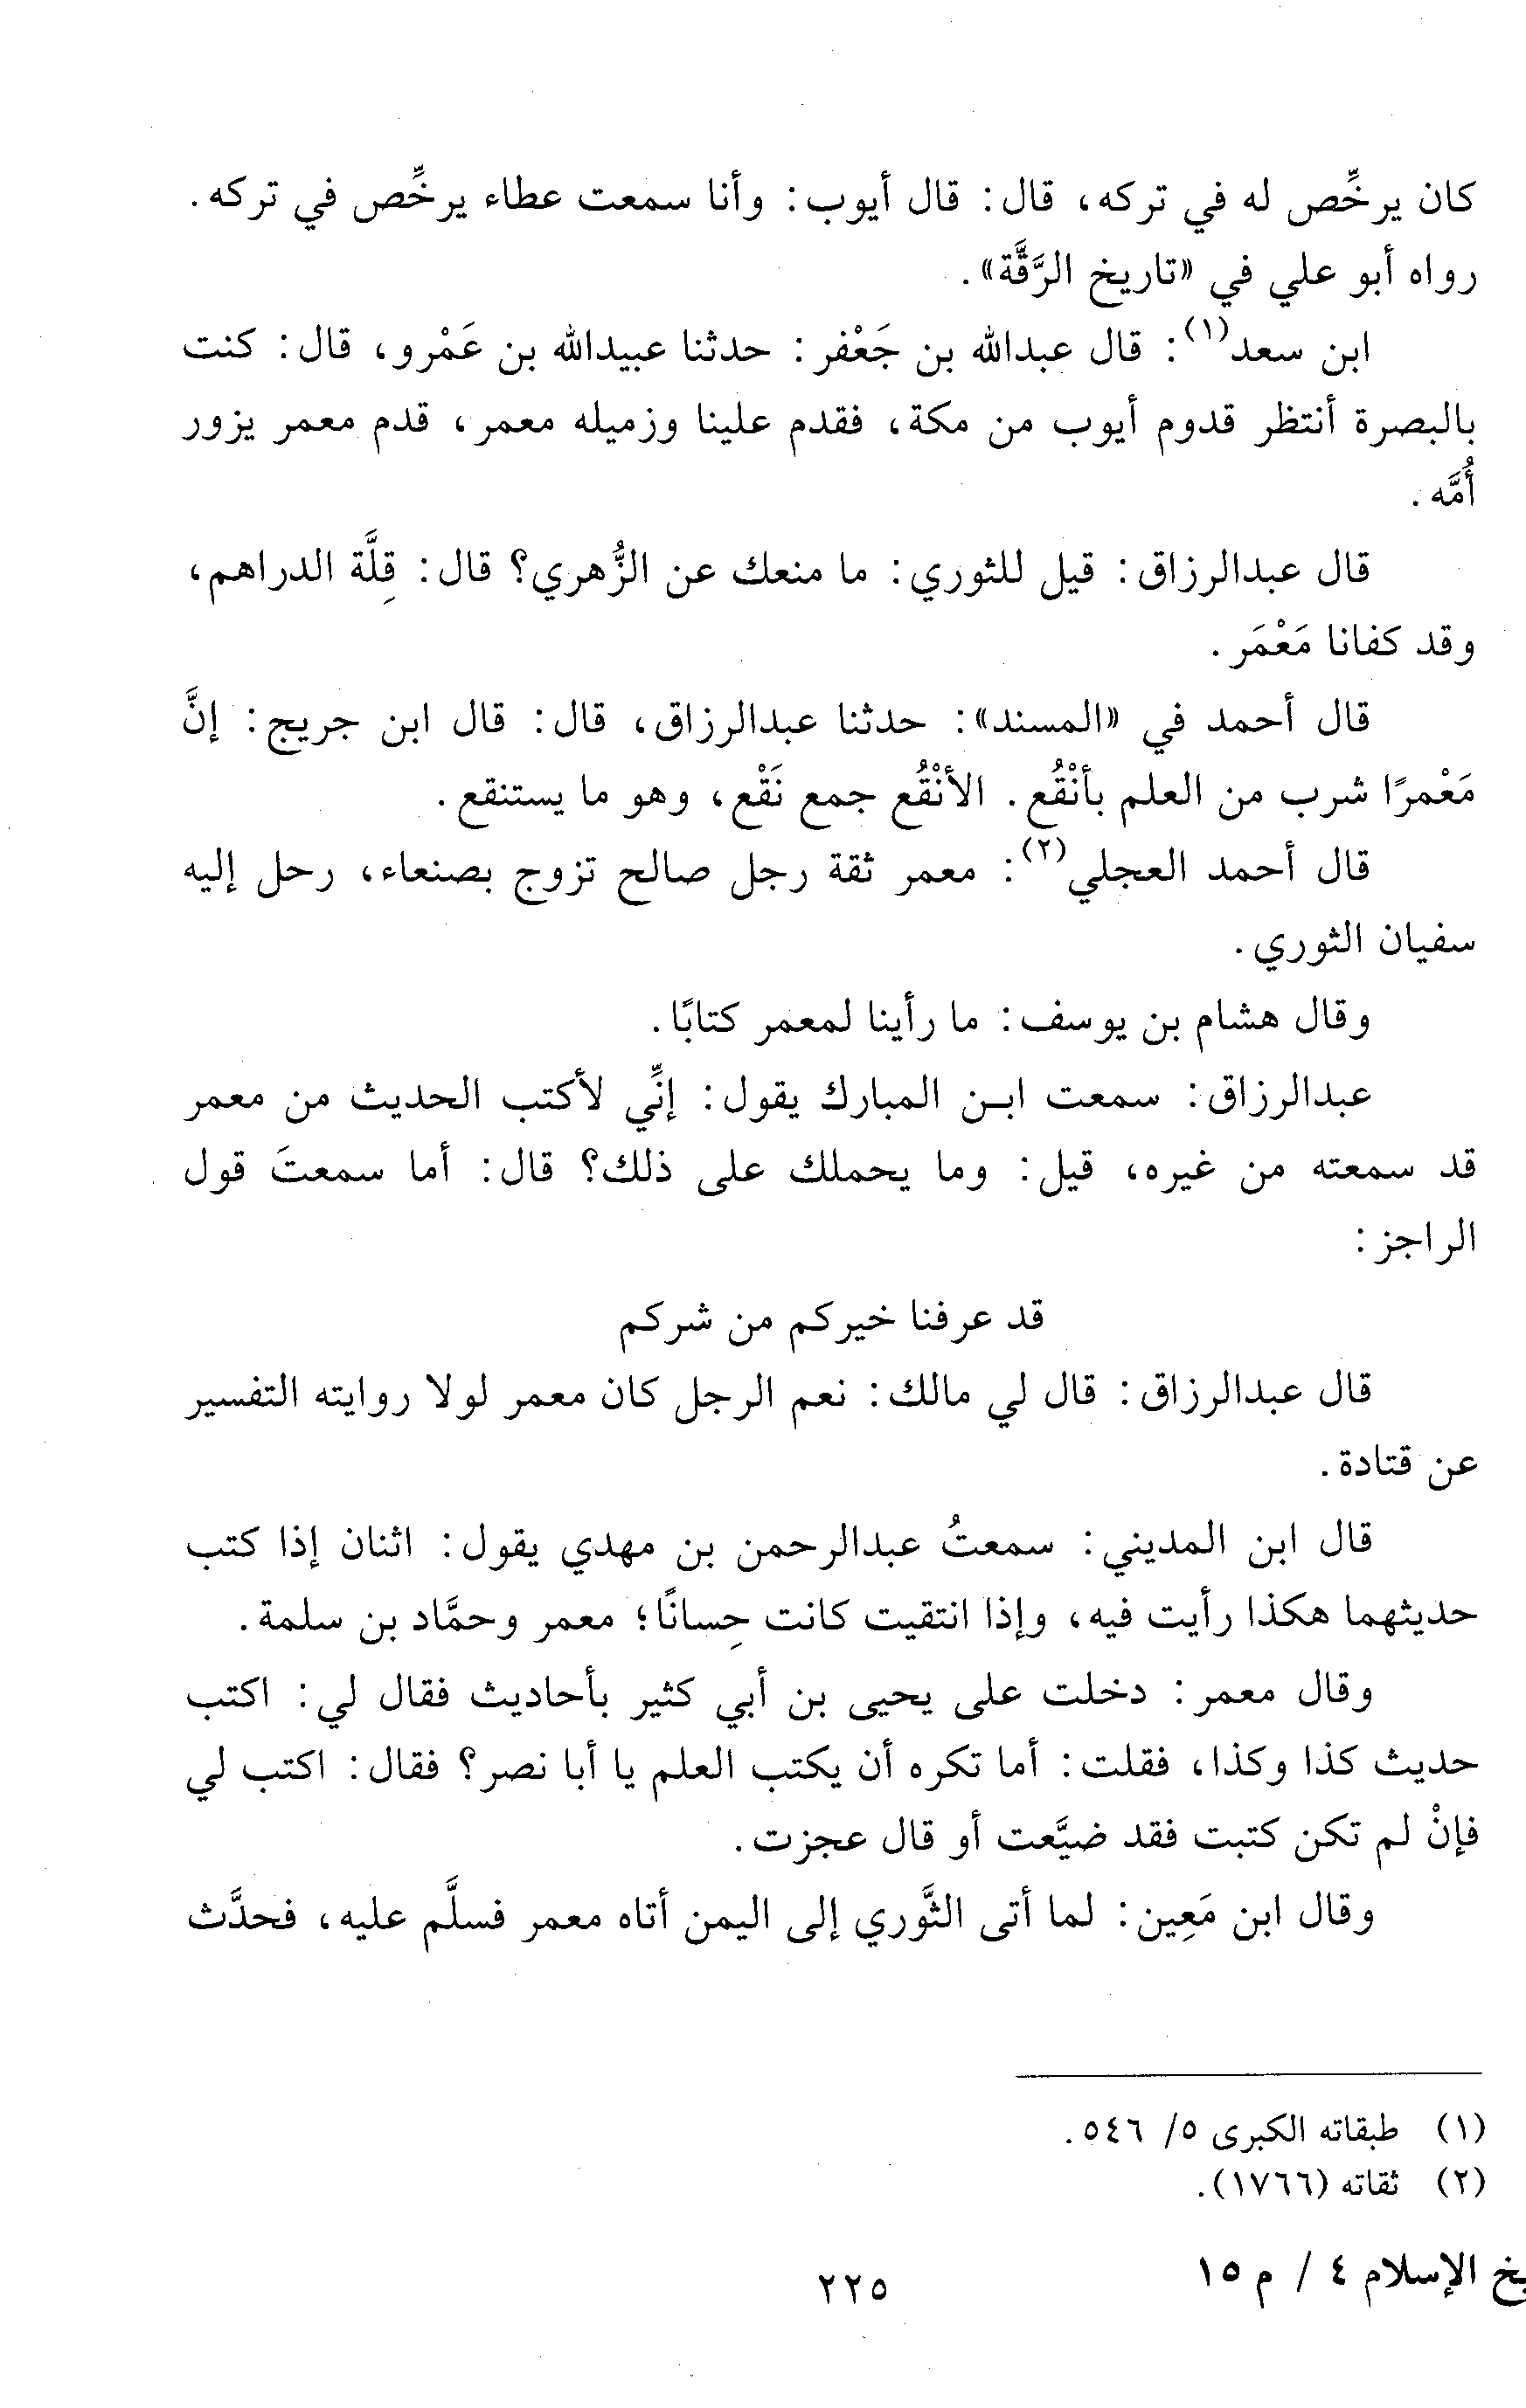 كان يرخِّص له في تركه، قال: قال أيوب: وأنا سمعت عطاء يرخِّص في تركه.
رواه أبو علي في «تاريخ الرَّقَّة».
ابن سعد(١): قال عبدالله بن جَعْفر: حدثنا عبيدالله بن عَمْرو، قال: كنت
بالبصرة أنتظر قدوم أيوب من مكة، فقدم علينا وزميله معمر، قدم معمر يزور
أُمَّه.
قال عبدالرزاق: قيل للثوري: ما منعك عن الزُّهري؟ قال: قِلَّة الدراهم،
وقد كفانا مَعْمَر.
قال أحمد في «المسند»: حدثنا عبدالرزاق، قال: قال ابن جريج: إنَّ
مَعْمرًا شرب من العلم بأنْقُع. الأنْقُع جمع نَقْع، وهو ما يستنقع.
قال أحمد العجلي(٢): معمر ثقة رجل صالح تزوج بصنعاء، رحل إليه
سفيان الثوري.
وقال هشام بن يوسف: ما رأينا لمعمر كتابًا.
عبدالرزاق: سمعت ابن المبارك يقول: إنِّي لأكتب الحديث من معمر
قد سمعته من غيره، قيل: وما يحملك على ذلك؟ قال: أما سمعتَ قول
الراجز:
قد عرفنا خيركم من شركم
قال عبدالرزاق: قال لي مالك: نعم الرجل كان معمر لولا روايته التفسير
عن قتادة.
قال ابن المديني: سمعتُ عبدالرحمن بن مهدي يقول: اثنان إذا كتب
حديثهما هكذا رأيت فيه، وإذا انتقيت كانت حِسانًا؛ معمر وحمَّاد بن سلمة.
وقال معمر: دخلت على يحيى بن أبي كثير بأحاديث فقال لي: اكتب
حديث كذا وكذا، فقلت: أما تكره أن يكتب العلم يا أبا نصر؟ فقال: اكتب لي
فإنْ لم تكن كتبت فقد ضيَّعت أو قال عجزت.
وقال ابن مَعِين: لما أتى الثَّوري إلى اليمن أتاه معمر فسلَّم عليه، فحدَّث
(١) طبقاته الكبرى ٥/ ٥٤٦.
(٢) ثقاته (١٧٦٦).
يخ الإسلام ٤ / م ١٥
٢٢٥